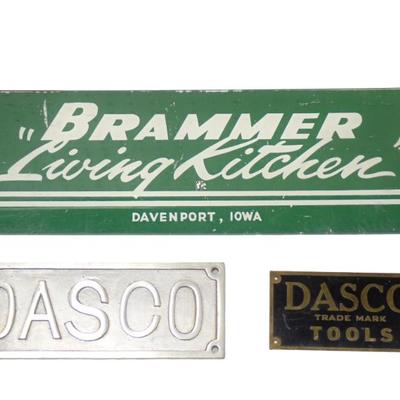 "BRAMMER
Living Kitchen"
DAVENPORT, IOWA
DASCO
DASCO
TRADE MARK
TOOLS